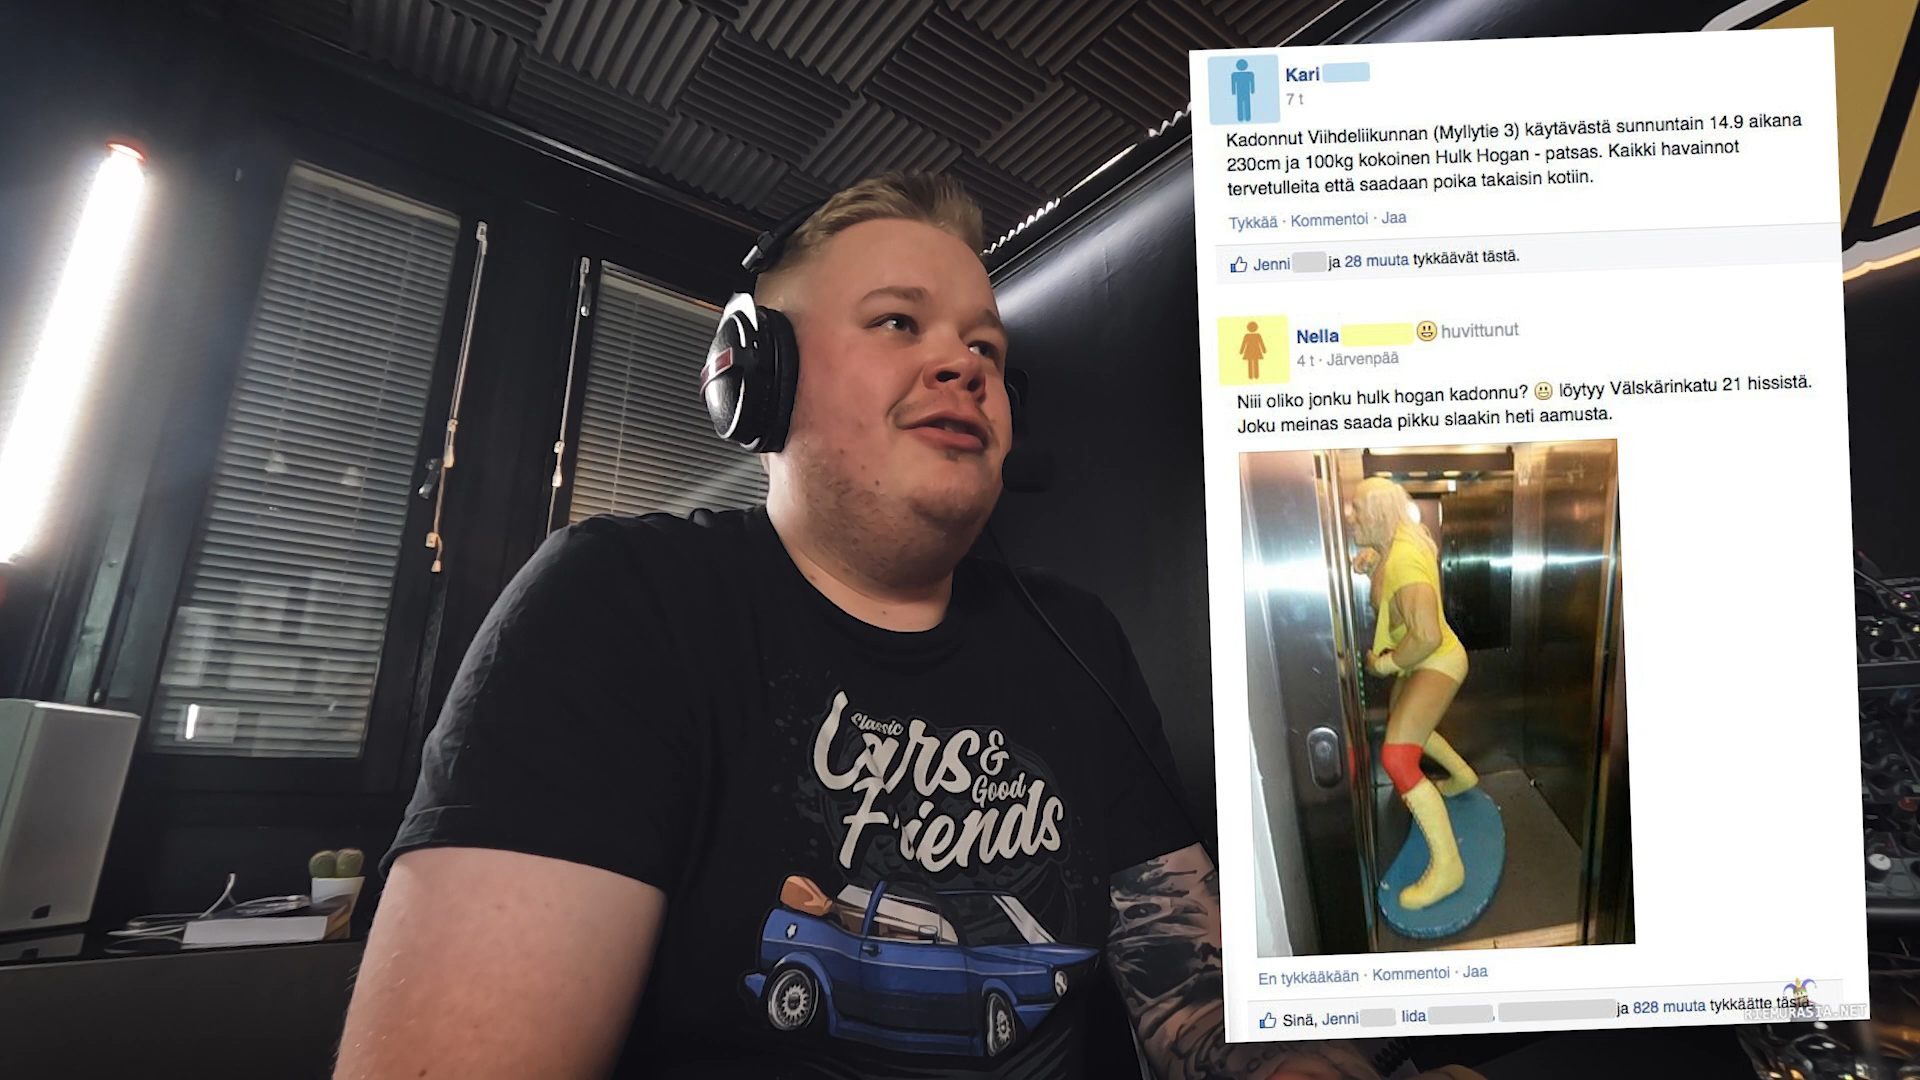 Kari
7 t
Kadonnut Viihdeliikunnan (Myllytie 3) käytävästä sunnuntain 14.9 aikana
230cm ja 100kg kokoinen Hulk Hogan - patsas. Kaikki havainnot
tervetulleita että saadaan poika takaisin kotiin.
Tykkää · Kommentoi · Jaa
Jenni ja 28 muuta tykkäävät tästä.
Nella 😃 huvittunut
4 t · Järvenpää
Niii oliko jonku hulk hogan kadonnu? 😃 löytyy Välskärinkatu 21 hissistä.
Joku meinas saada pikku slaakin heti aamusta.
En tykkääkään · Kommentoi · Jaa
Sinä, Jenni Iida , ja 828 muuta tykkäätte tästä.
RIEMURASIA.NET
Classic
Cars &
Good
Friends